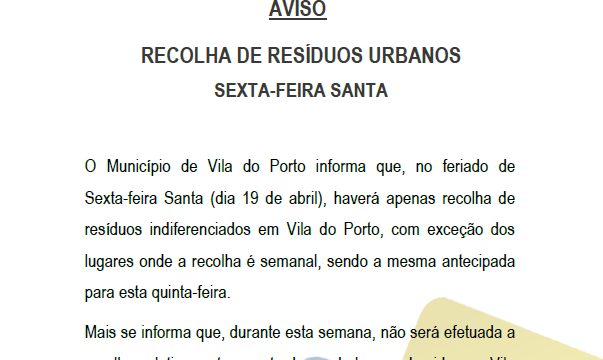 AVISO
RECOLHA DE RESÍDUOS URBANOS
SEXTA-FEIRA SANTA
O Município de Vila do Porto informa que, no feriado de
Sexta-feira Santa (dia 19 de abril), haverá apenas recolha de
resíduos indiferenciados em Vila do Porto, com exceção dos
lugares onde a recolha é semanal, sendo a mesma antecipada
para esta quinta-feira.
Mais se informa que, durante esta semana, não será efetuada a